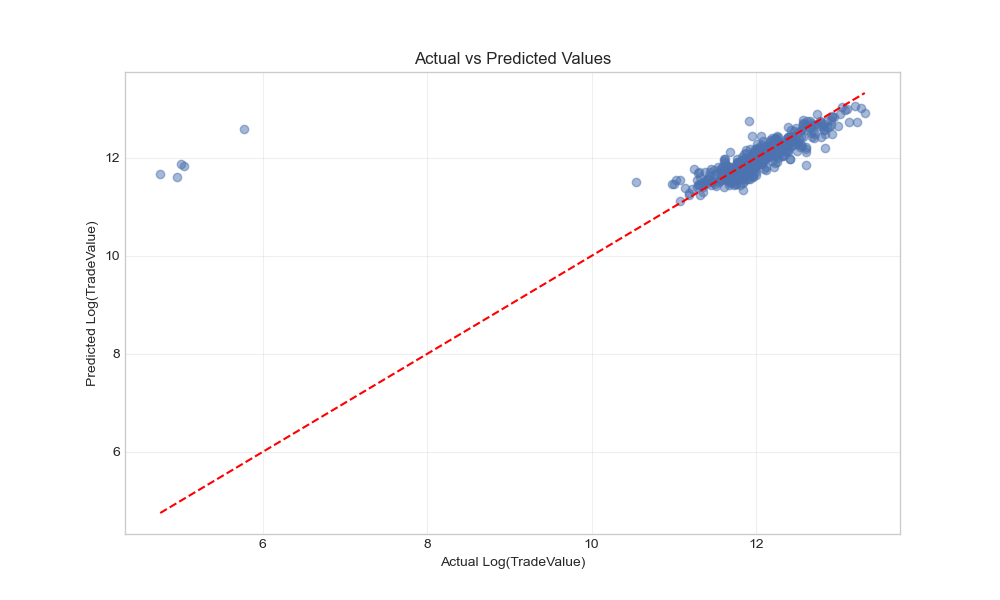 Actual vs Predicted Values
Predicted Log(TradeValue)
12
10
8
6
6 8 10 12
Actual Log(TradeValue)